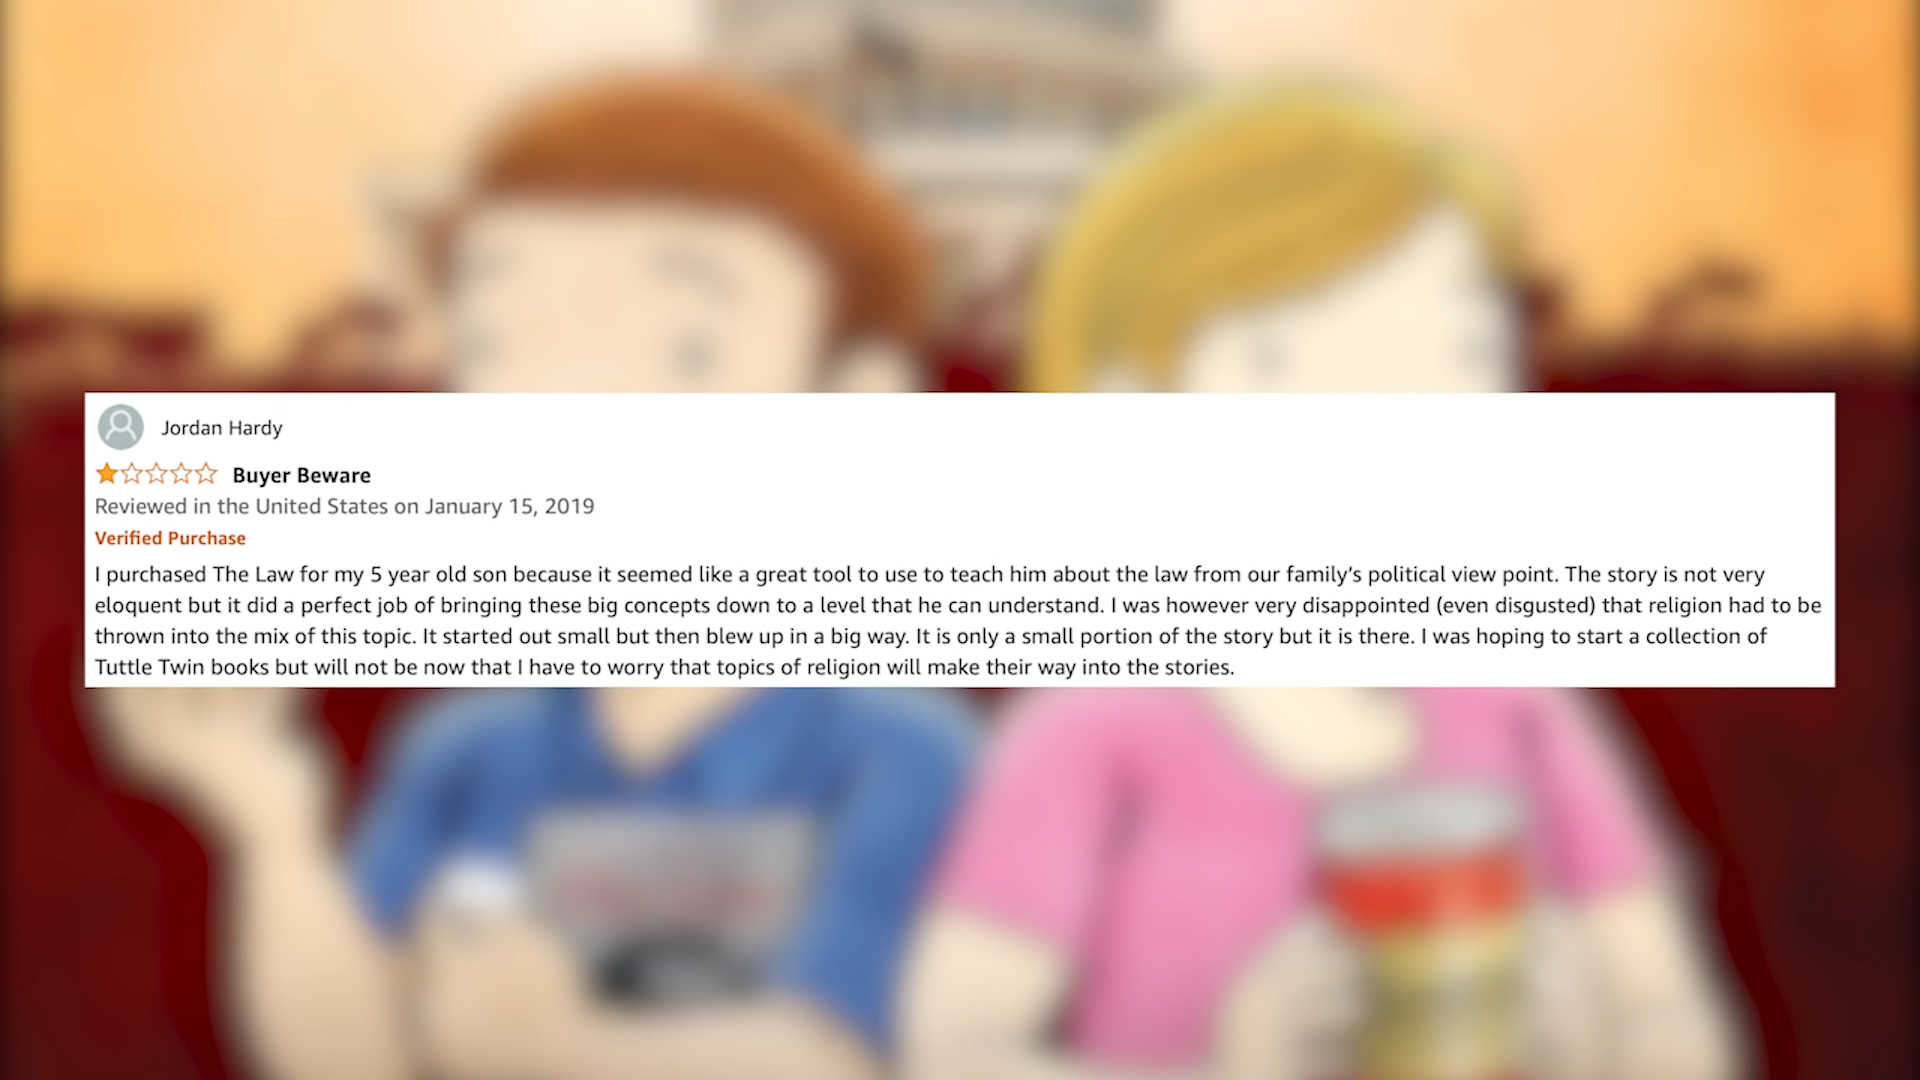 Jordan Hardy
Buyer Beware
Reviewed in the United States on January 15, 2019
Verified Purchase
I purchased The Law for my 5 year old son because it seemed like a great tool to use to teach him about the law from our family's political view point. The story is not very
eloquent but it did a perfect job of bringing these big concepts down to a level that he can understand. I was however very disappointed (even disgusted) that religion had to be
thrown into the mix of this topic. It started out small but then blew up in a big way. It is only a small portion of the story but it is there. I was hoping to start a collection of
Tuttle Twin books but will not be now that I have to worry that topics of religion will make their way into the stories.